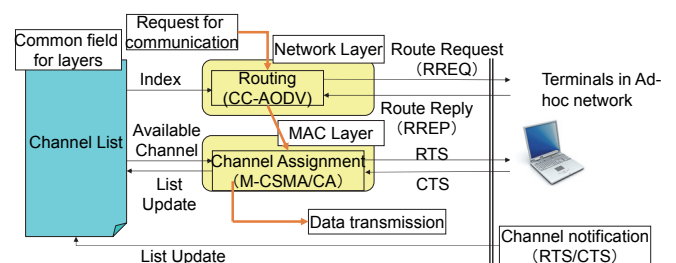 Request for
communication
Common field
for layers
Network Layer
Route Request
（RREQ）
Index
Routing
(CC-AODV)
Terminals in Ad-
hoc network
Route Reply
（RREP）
MAC Layer
Channel List
Available
Channel
Channel Assignment
（M-CSMA/CA）
RTS
CTS
List
Update
Data transmission
Channel notification
（RTS/CTS）
List Update